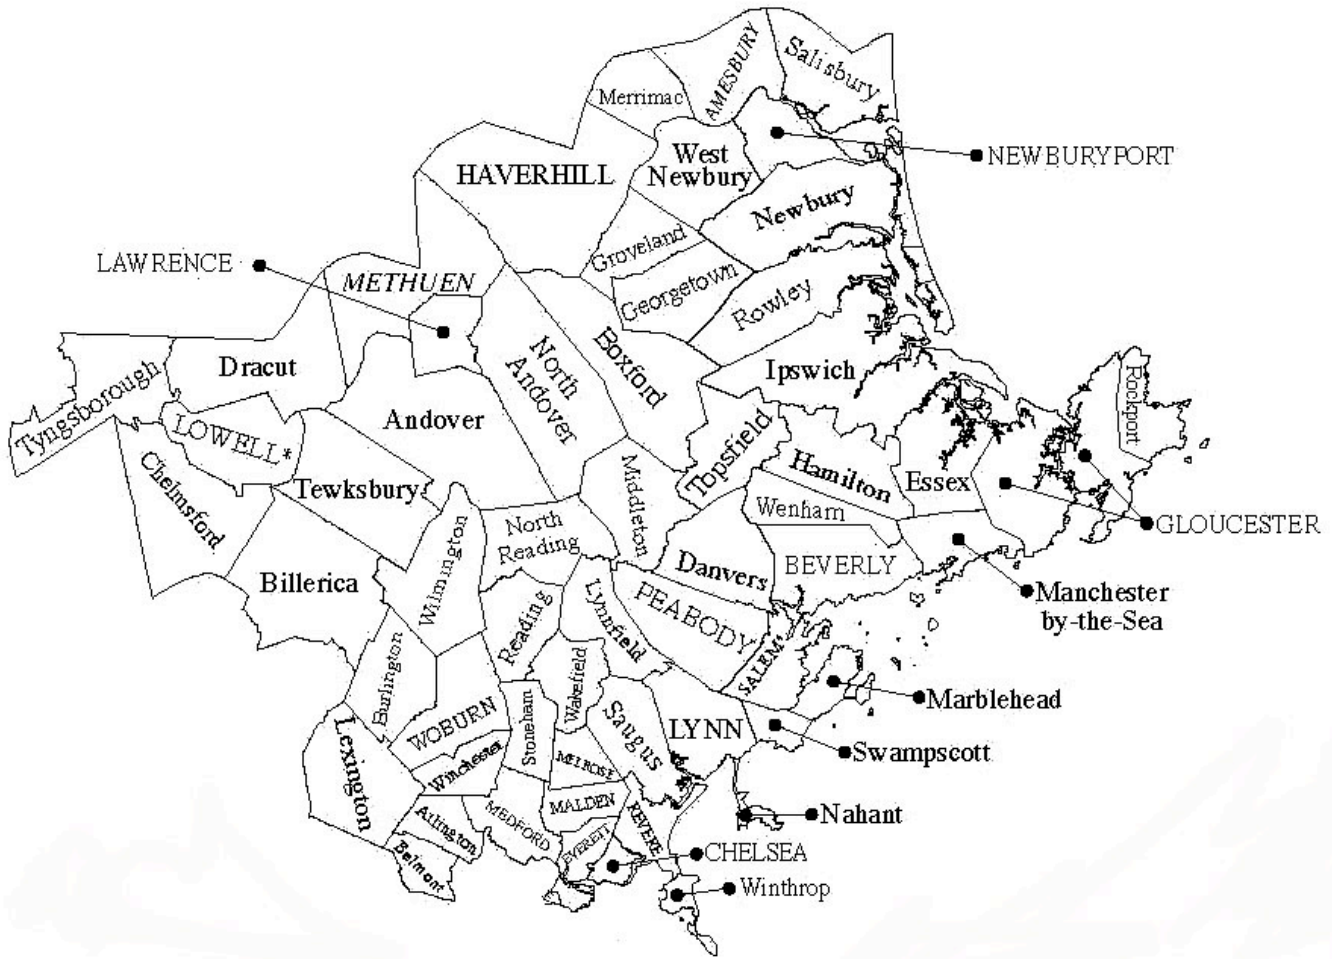 Salisbury
AMESBURY
Merrimac
NEWBURYPORT
West
Newbury
HAVERHILL
Newbury
Groveland
LAWRENCE
METHUEN
Georgetown
Rowley
Dracut
North
Andover
Boxford
Ipswich
Tyngsborough
Rockport
Andover
LOWELL*
Topsfield
Chelmsford
Tewksbury
Middleton
Hamilton
Essex
Wenham
GLOUCESTER
North
Reading
Wilmington
Danvers
BEVERLY
Billerica
Manchester
by-the-Sea
Reading
Lynnfield
PEABODY
SALEM
Burlington
Wakefield
Marblehead
WOBURN
Stoneham
Saugus
LYNN
Swampscott
Lexington
Winchester
MELROSE
MALDEN
Nahant
Arlington
MEDFORD
REVERE
EVERETT
CHELSEA
Belmont
Winthrop